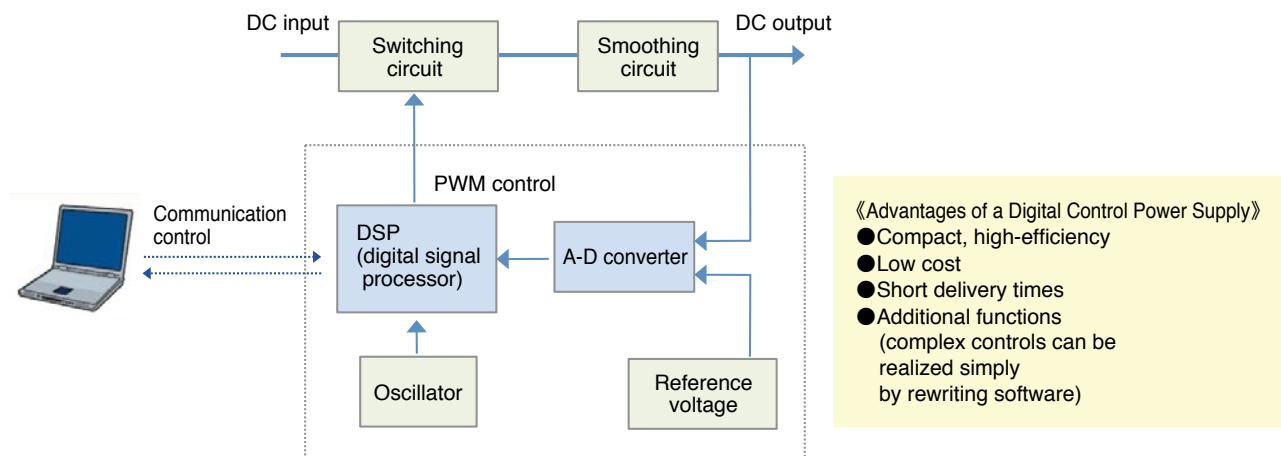 DC input
Switching
circuit
Smoothing
circuit
DC output
PWM control
Communication
control
DSP
(digital signal
processor)
A-D converter
Oscillator
Reference
voltage
《Advantages of a Digital Control Power Supply》
●Compact, high-efficiency
●Low cost
●Short delivery times
●Additional functions
(complex controls can be
realized simply
by rewriting software)